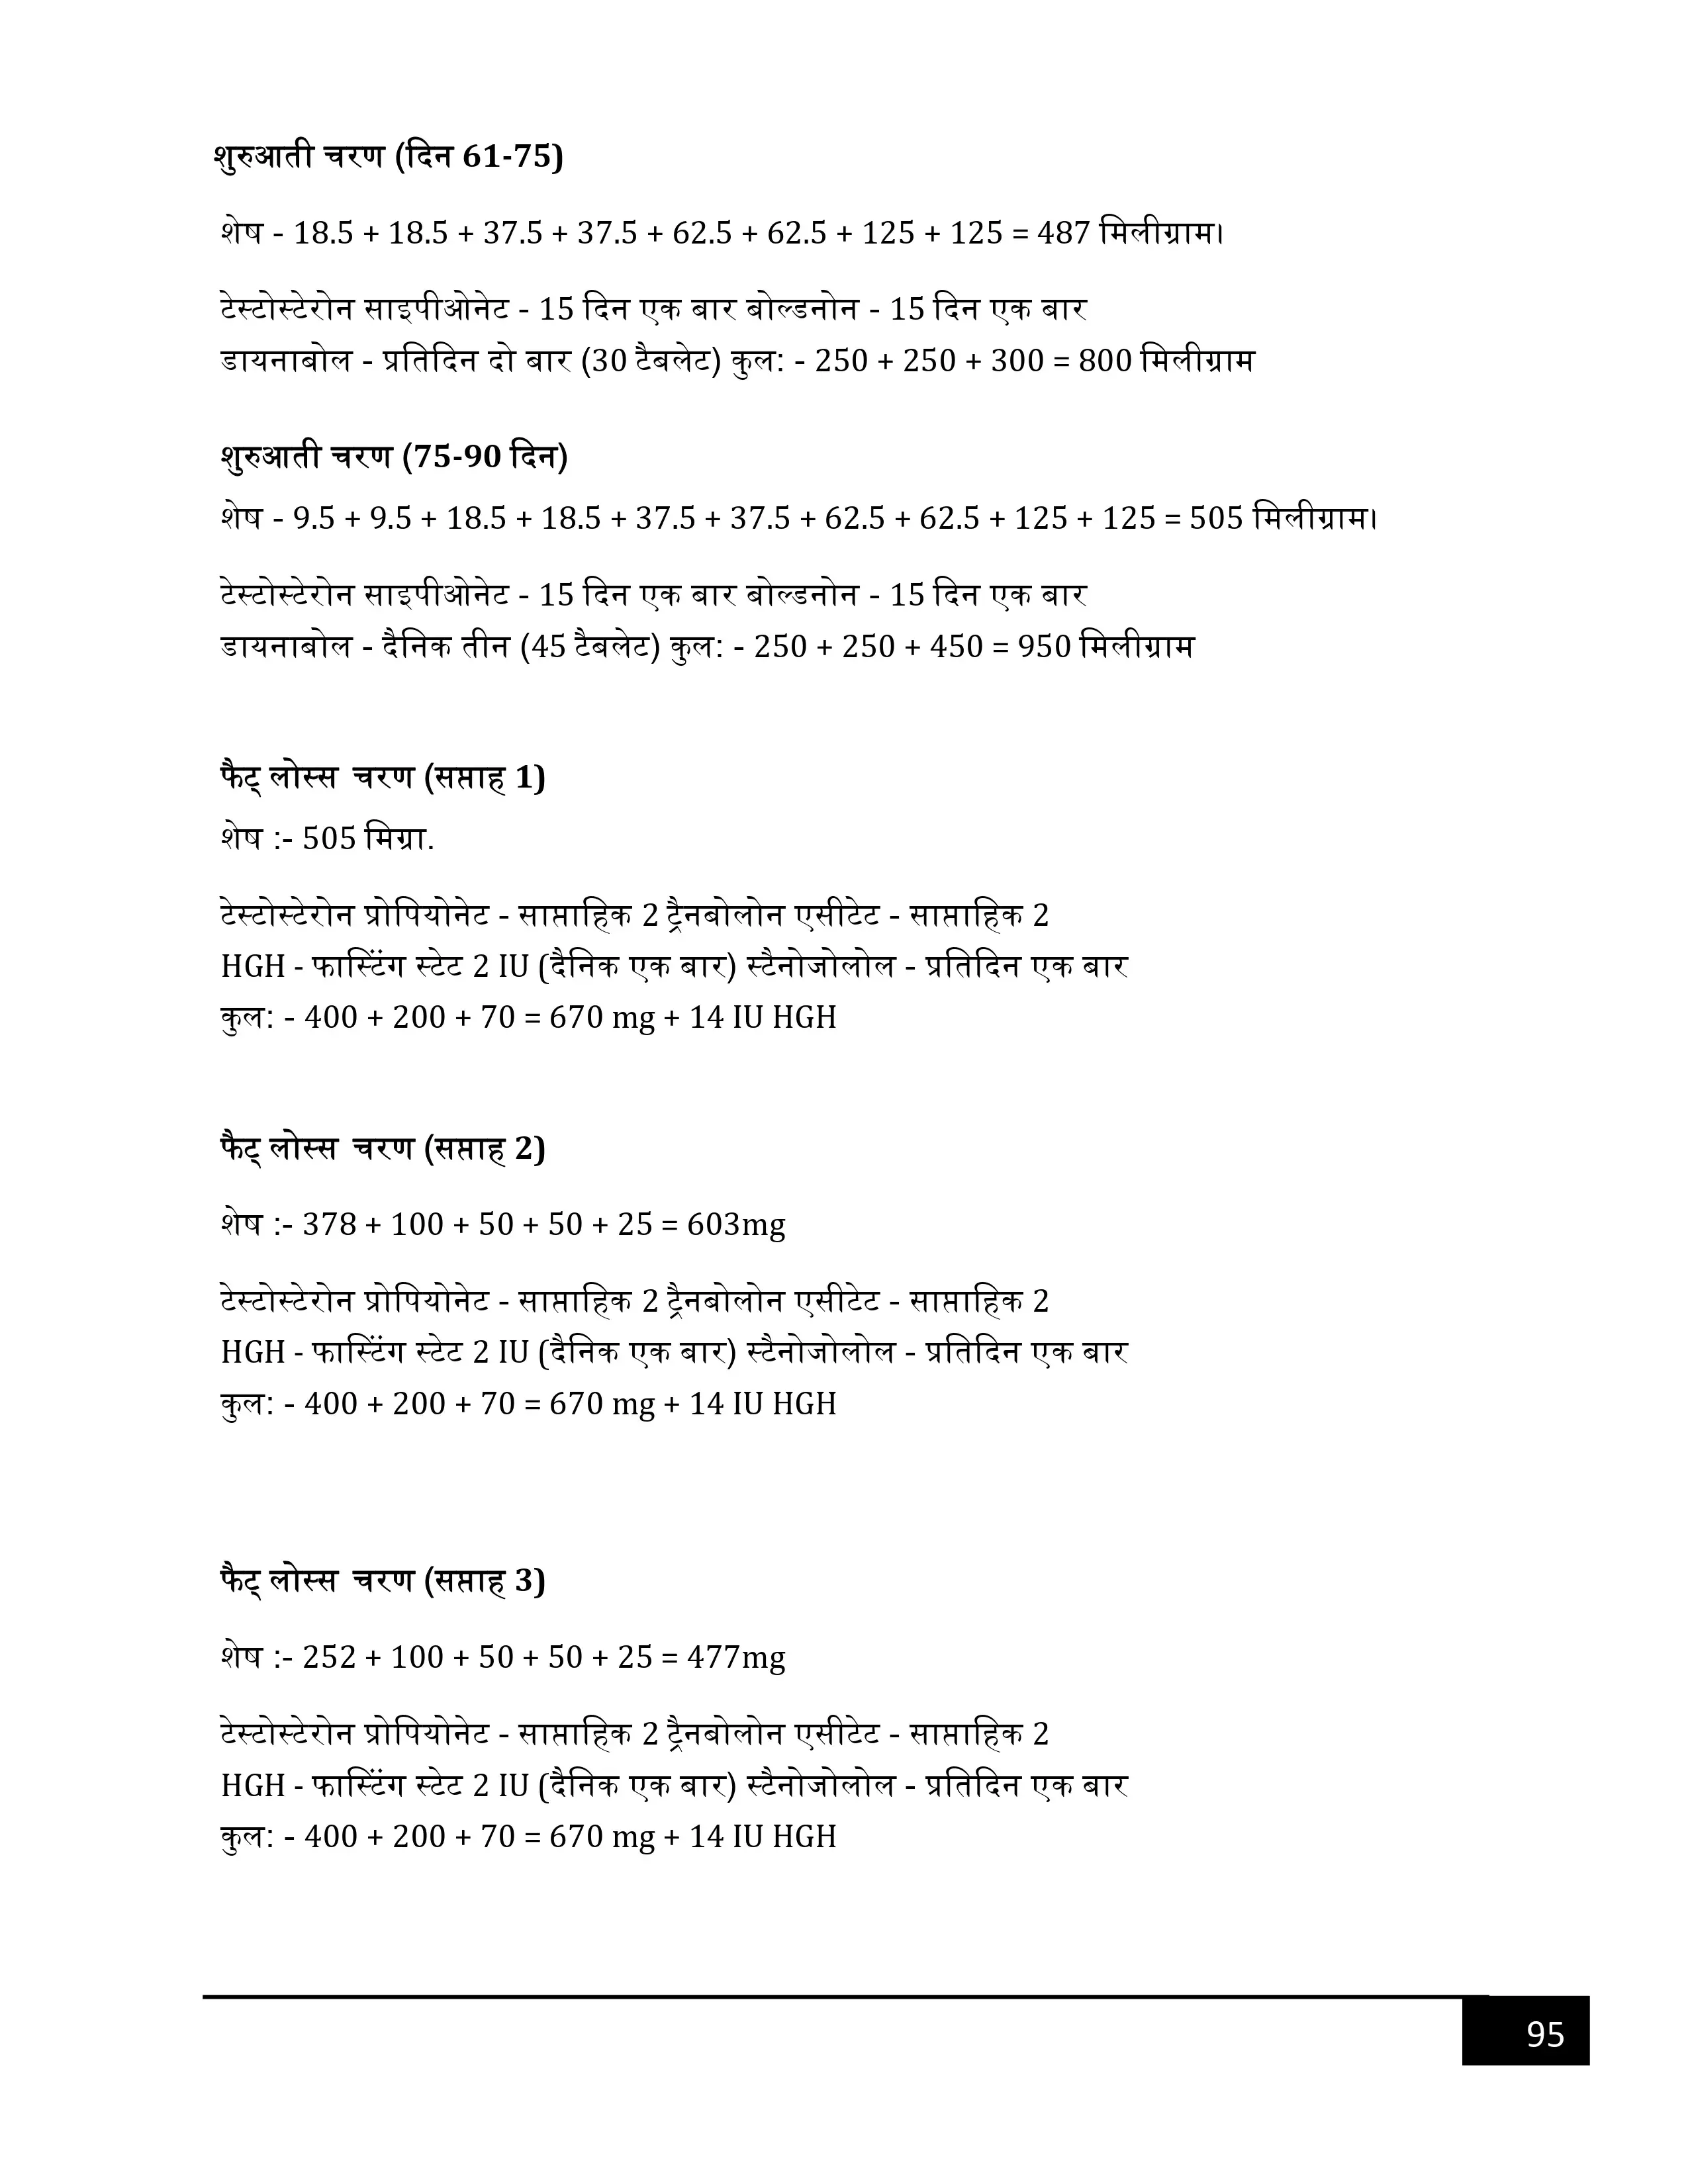 शुरुआती चरण (दिन 61-75)
शेष - 18.5 + 18.5 + 37.5 + 37.5 + 62.5 + 62.5 + 125 + 125 = 487 मिलीग्राम।
टेस्टोस्टेरोन साइपीओनेट - 15 दिन एक बार बोल्डनोन - 15 दिन एक बार
डायनाबोल - प्रतिदिन दो बार (30 टैबलेट) कुल: - 250 + 250 + 300 = 800 मिलीग्राम
शुरुआती चरण (75-90 दिन)
शेष - 9.5 + 9.5 + 18.5 + 18.5 + 37.5 + 37.5 + 62.5 + 62.5 + 125 + 125 = 505 मिलीग्राम।
टेस्टोस्टेरोन साइपीओनेट - 15 दिन एक बार बोल्डनोन - 15 दिन एक बार
डायनाबोल - दैनिक तीन (45 टैबलेट) कुल: - 250 + 250 + 450 = 950 मिलीग्राम
फैट् लोस्स चरण (सप्ताह 1)
शेष :- 505 मिग्रा.
टेस्टोस्टेरोन प्रोपियोनेट - साप्ताहिक 2 ट्रैनबोलोन एसीटेट - साप्ताहिक 2
HGH - फास्टिंग स्टेट 2 IU (दैनिक एक बार) स्टैनोजोलोल - प्रतिदिन एक बार
कुल: - 400 + 200 + 70 = 670 mg + 14 IU HGH
फैट् लोस्स चरण (सप्ताह 2)
शेष :- 378 + 100 + 50 + 50 + 25 = 603mg
टेस्टोस्टेरोन प्रोपियोनेट - साप्ताहिक 2 ट्रैनबोलोन एसीटेट - साप्ताहिक 2
HGH - फास्टिंग स्टेट 2 IU (दैनिक एक बार) स्टैनोजोलोल - प्रतिदिन एक बार
कुल: - 400 + 200 + 70 = 670 mg + 14 IU HGH
फैट् लोस्स चरण (सप्ताह 3)
शेष :- 252 + 100 + 50 + 50 + 25 = 477mg
टेस्टोस्टेरोन प्रोपियोनेट - साप्ताहिक 2 ट्रैनबोलोन एसीटेट - साप्ताहिक 2
HGH - फास्टिंग स्टेट 2 IU (दैनिक एक बार) स्टैनोजोलोल - प्रतिदिन एक बार
कुल: - 400 + 200 + 70 = 670 mg + 14 IU HGH
95